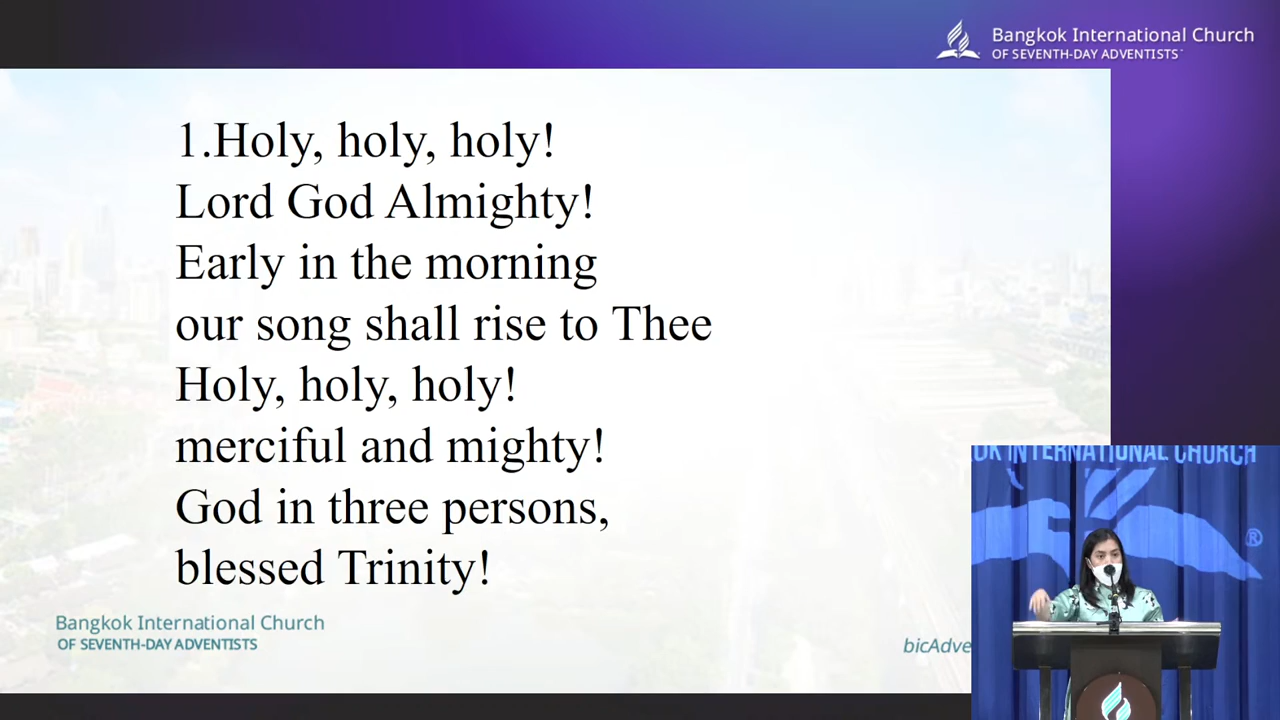 Bangkok International Church
OF SEVENTH-DAY ADVENTISTS
1.Holy, holy, holy!
Lord God Almighty!
Early in the morning
our song shall rise to Thee
Holy, holy, holy!
merciful and mighty!
God in three persons,
blessed Trinity!
Bangkok International Church
OF SEVENTH-DAY ADVENTISTS
bicAdve
OK INTERNATIONAL CHURCH
®